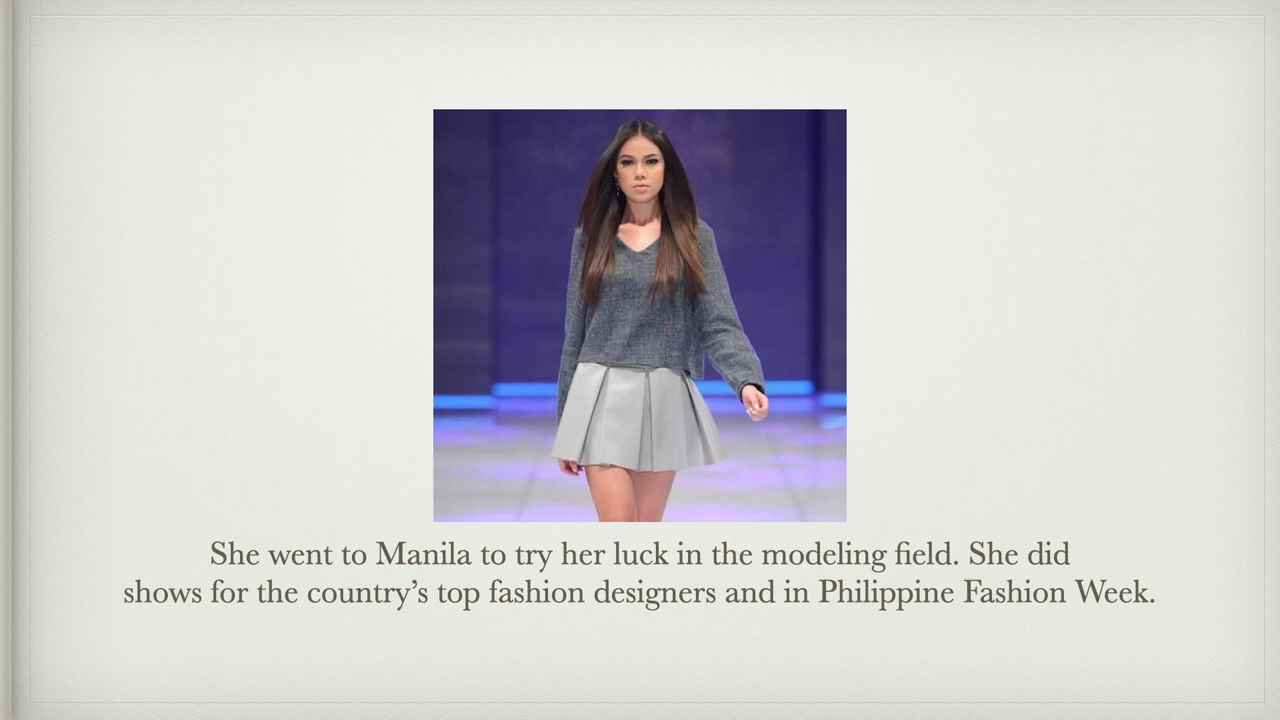 She went to Manila to try her luck in the modeling field. She did
shows for the country’s top fashion designers and in Philippine Fashion Week.